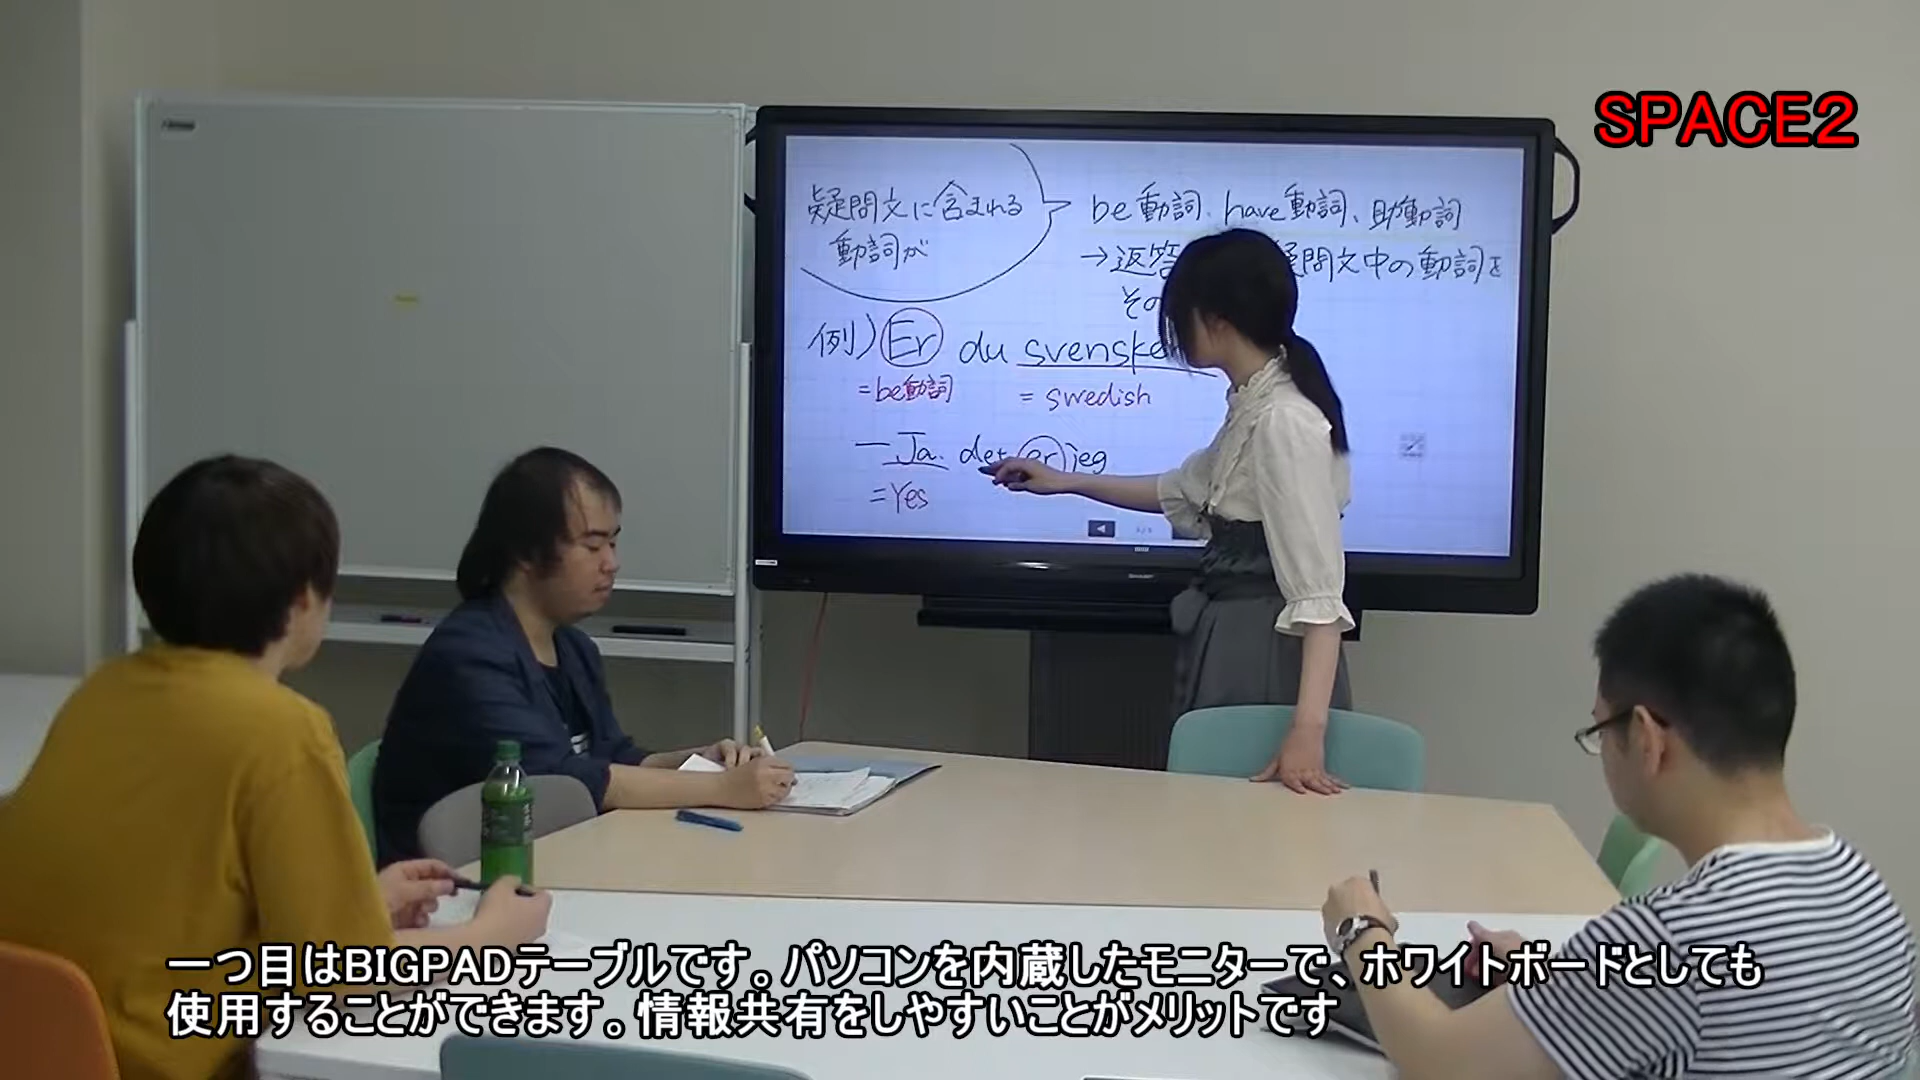 SPACE2
疑問文に含まれる
動詞が
be動詞、have動詞、助動詞
→返答 疑問文中の動詞を
その
例) Er du svensker
=be動詞 = swedish
― Ja. det er jeg
= Yes
SHARP
一つ目はBIGPADテーブルです。パソコンを内蔵したモニターで、ホワイトボードとしても
使用することができます。情報共有をしやすいことがメリットです